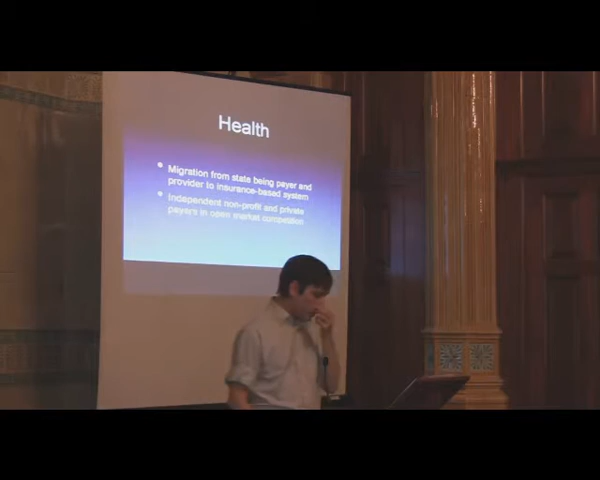 Health
Migration from state being payer and
provider to insurance-based system
Independent non-profit and private
payers in open market competition